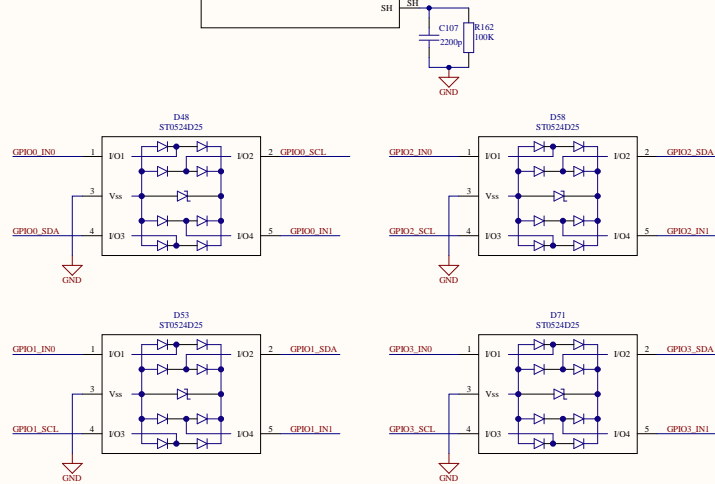 SH SH
C107 R162
2200p 100K
GND
D48
ST0524D25
GPIO0_IN0 1 I/O1 I/O2 2 GPIO0_SCL
3 Vss
GPIO0_SDA 4 I/O3 I/O4 5 GPIO0_IN1
GND
D58
ST0524D25
GPIO2_IN0 1 I/O1 I/O2 2 GPIO2_SDA
3 Vss
GPIO2_SCL 4 I/O3 I/O4 5 GPIO2_IN1
GND
D53
ST0524D25
GPIO1_IN0 1 I/O1 I/O2 2 GPIO1_SDA
3 Vss
GPIO1_SCL 4 I/O3 I/O4 5 GPIO1_IN1
GND
D71
ST0524D25
GPIO3_IN0 1 I/O1 I/O2 2 GPIO3_SDA
3 Vss
GPIO3_SCL 4 I/O3 I/O4 5 GPIO3_IN1
GND